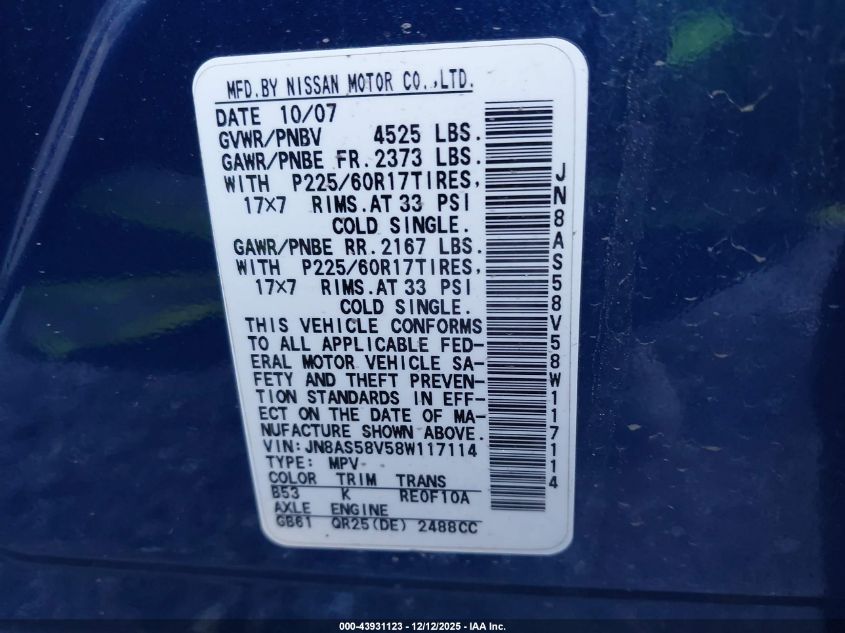 MFD.BY NISSAN MOTOR CO.,LTD.
DATE 10/07
GVWR/PNBV 4525 LBS.
GAWR/PNBE FR.2373 LBS.
WITH P225/60R17TIRES,
17×7 RIMS.AT 33 PSI
COLD SINGLE.
GAWR/PNBE RR.2167 LBS.
WITH P225/60R17TIRES,
17×7 RIMS.AT 33 PSI
COLD SINGLE.
THIS VEHICLE CONFORMS
TO ALL APPLICABLE FED-
ERAL MOTOR VEHICLE SA-
FETY AND THEFT PREVEN-
TION STANDARDS IN EFF-
ECT ON THE DATE OF MA-
NUFACTURE SHOWN ABOVE.
VIN:JN8AS58V58W117114
TYPE: MPV
COLOR TRIM TRANS
B53 K RE0F10A
AXLE ENGINE
GB61 QR25(DE) 2488CC
JN8AS58V58W117114
000-43931123 - 12/12/2025 - IAA Inc.